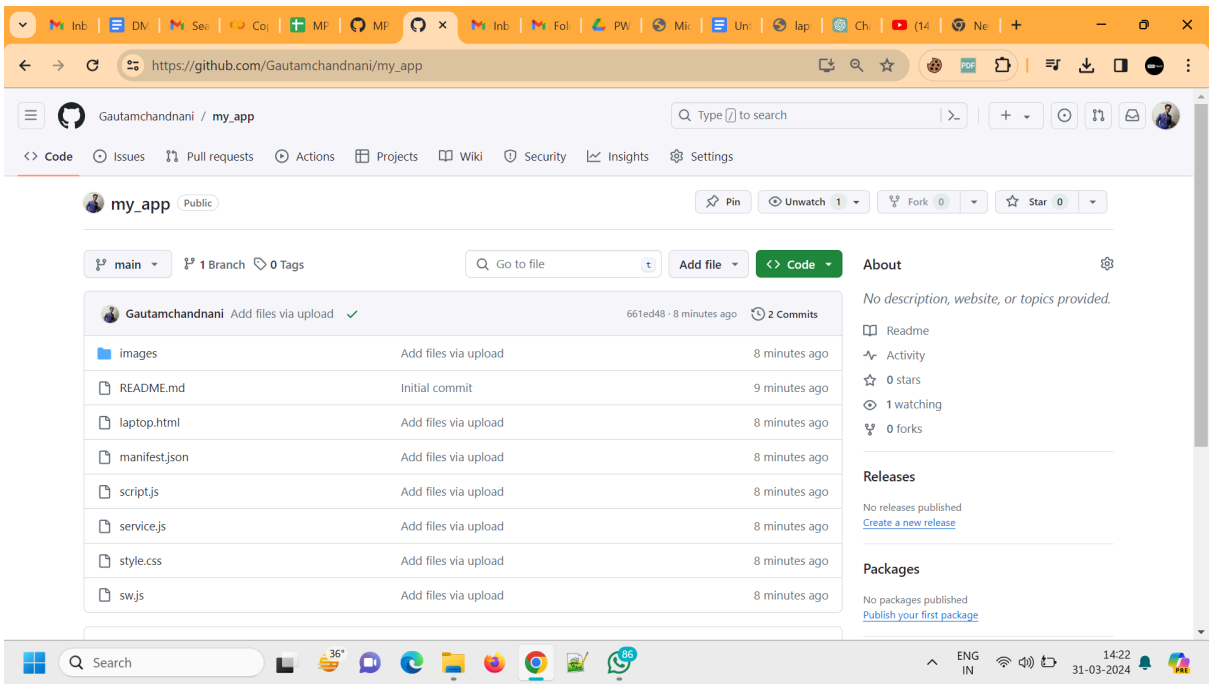 Inb DM Sea Co MP MP Inb Fol PW Mic Unt lap Ch (14 Ne
https://github.com/Gautamchandnani/my_app PDF
Gautamchandnani / my_app Type / to search
Code Issues Pull requests Actions Projects Wiki Security Insights Settings
my_app Public Pin Unwatch 1 Fork 0 Star 0
main 1 Branch 0 Tags Go to file t Add file Code About
No description, website, or topics provided.
Gautamchandnani Add files via upload 661ed48 · 8 minutes ago 2 Commits
Readme
images Add files via upload 8 minutes ago
Activity
README.md Initial commit 9 minutes ago
0 stars
1 watching
laptop.html Add files via upload 8 minutes ago
0 forks
manifest.json Add files via upload 8 minutes ago
Releases
script.js Add files via upload 8 minutes ago
No releases published
Create a new release
service.js Add files via upload 8 minutes ago
style.css Add files via upload 8 minutes ago
Packages
sw.js Add files via upload 8 minutes ago
No packages published
Publish your first package
Search 36° 86 ENG
IN
14:22
31-03-2024
PRE